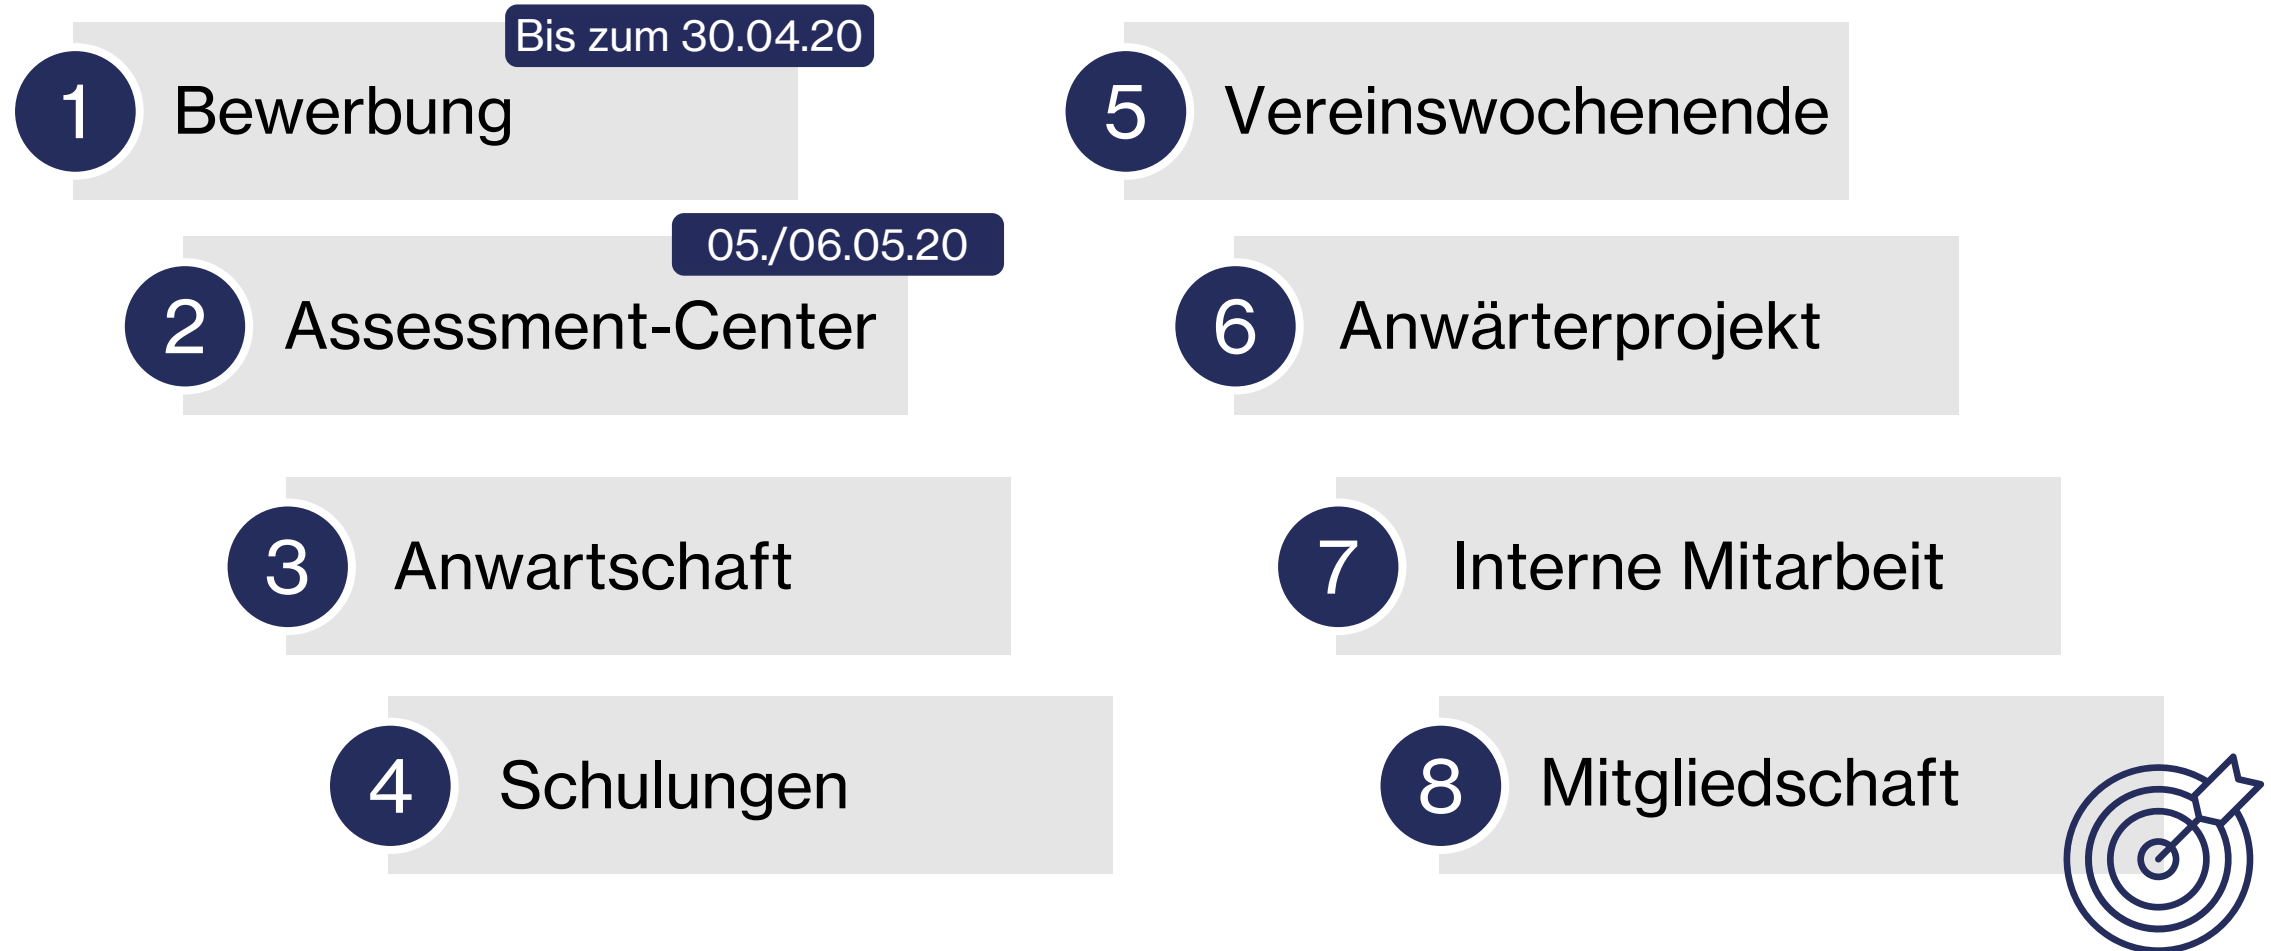 Bis zum 30.04.20
1 Bewerbung
05./06.05.20
2 Assessment-Center
3 Anwartschaft
4 Schulungen
5 Vereinswochenende
6 Anwärterprojekt
7 Interne Mitarbeit
8 Mitgliedschaft